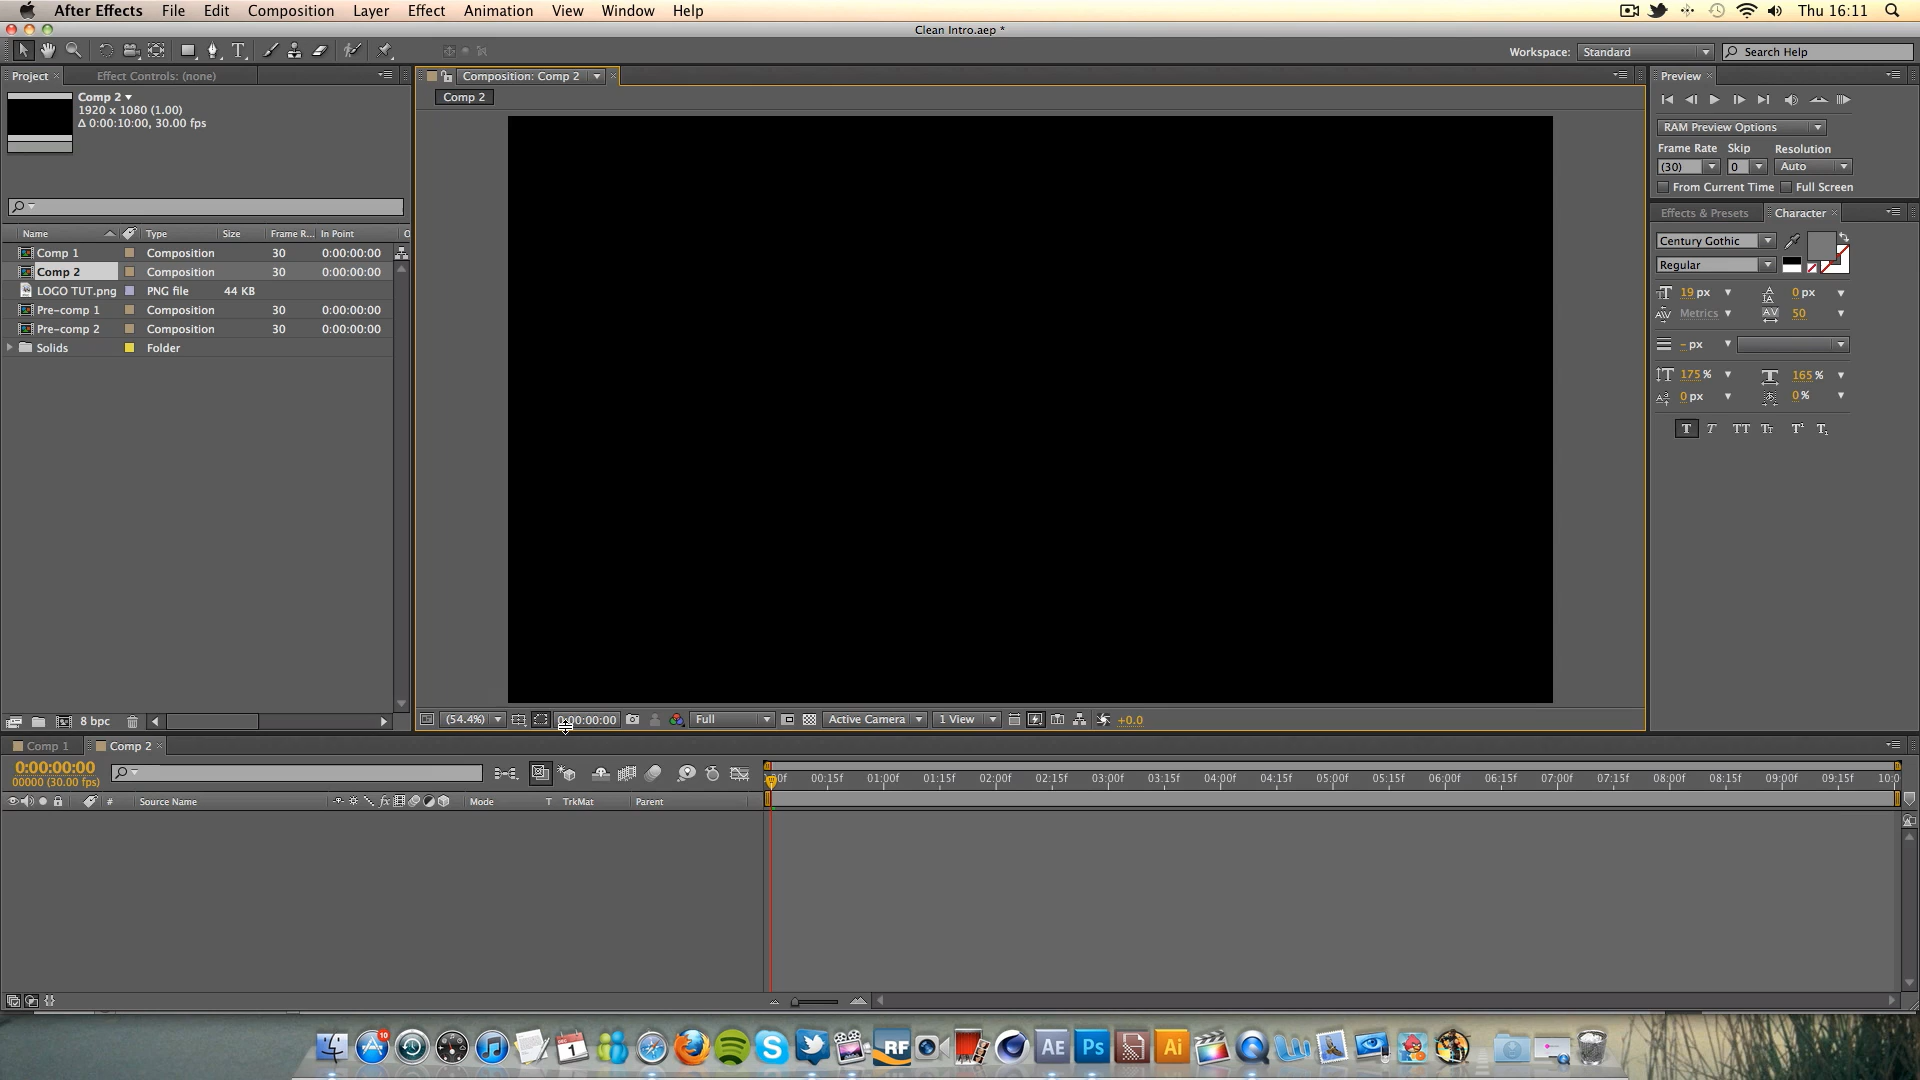 After Effects File Edit Composition Layer Effect Animation View Window Help Thu 16:11
Clean Intro.aep *
Workspace: Standard Search Help
Project Effect Controls: (none) Composition: Comp 2 Preview
Comp 2
1920 x 1080 (1.00)
Δ 0:00:10:00, 30.00 fps
Comp 2
RAM Preview Options
Frame Rate Skip Resolution
(30) 0 Auto
From Current Time Full Screen
Effects & Presets Character
Century Gothic
Regular
19 px 0 px
Metrics 50
- px
175 % 165 %
0 px 0 %
T T TT Tt T¹ T₁
Name Type Size Frame R... In Point
Comp 1 Composition 30 0:00:00:00
Comp 2 Composition 30 0:00:00:00
LOGO TUT.png PNG file 44 KB
Pre-comp 1 Composition 30 0:00:00:00
Pre-comp 2 Composition 30 0:00:00:00
Solids Folder
8 bpc
(54.4%) 0:00:00:00 Full Active Camera 1 View +0.0
Comp 1 Comp 2
0:00:00:00
00000 (30.00 fps)
00:15f 01:00f 01:15f 02:00f 02:15f 03:00f 03:15f 04:00f 04:15f 05:00f 05:15f 06:00f 06:15f 07:00f 07:15f 08:00f 08:15f 09:00f 09:15f 10:0
# Source Name Mode T TrkMat Parent
10
1
RF
AE
Ps
Ai